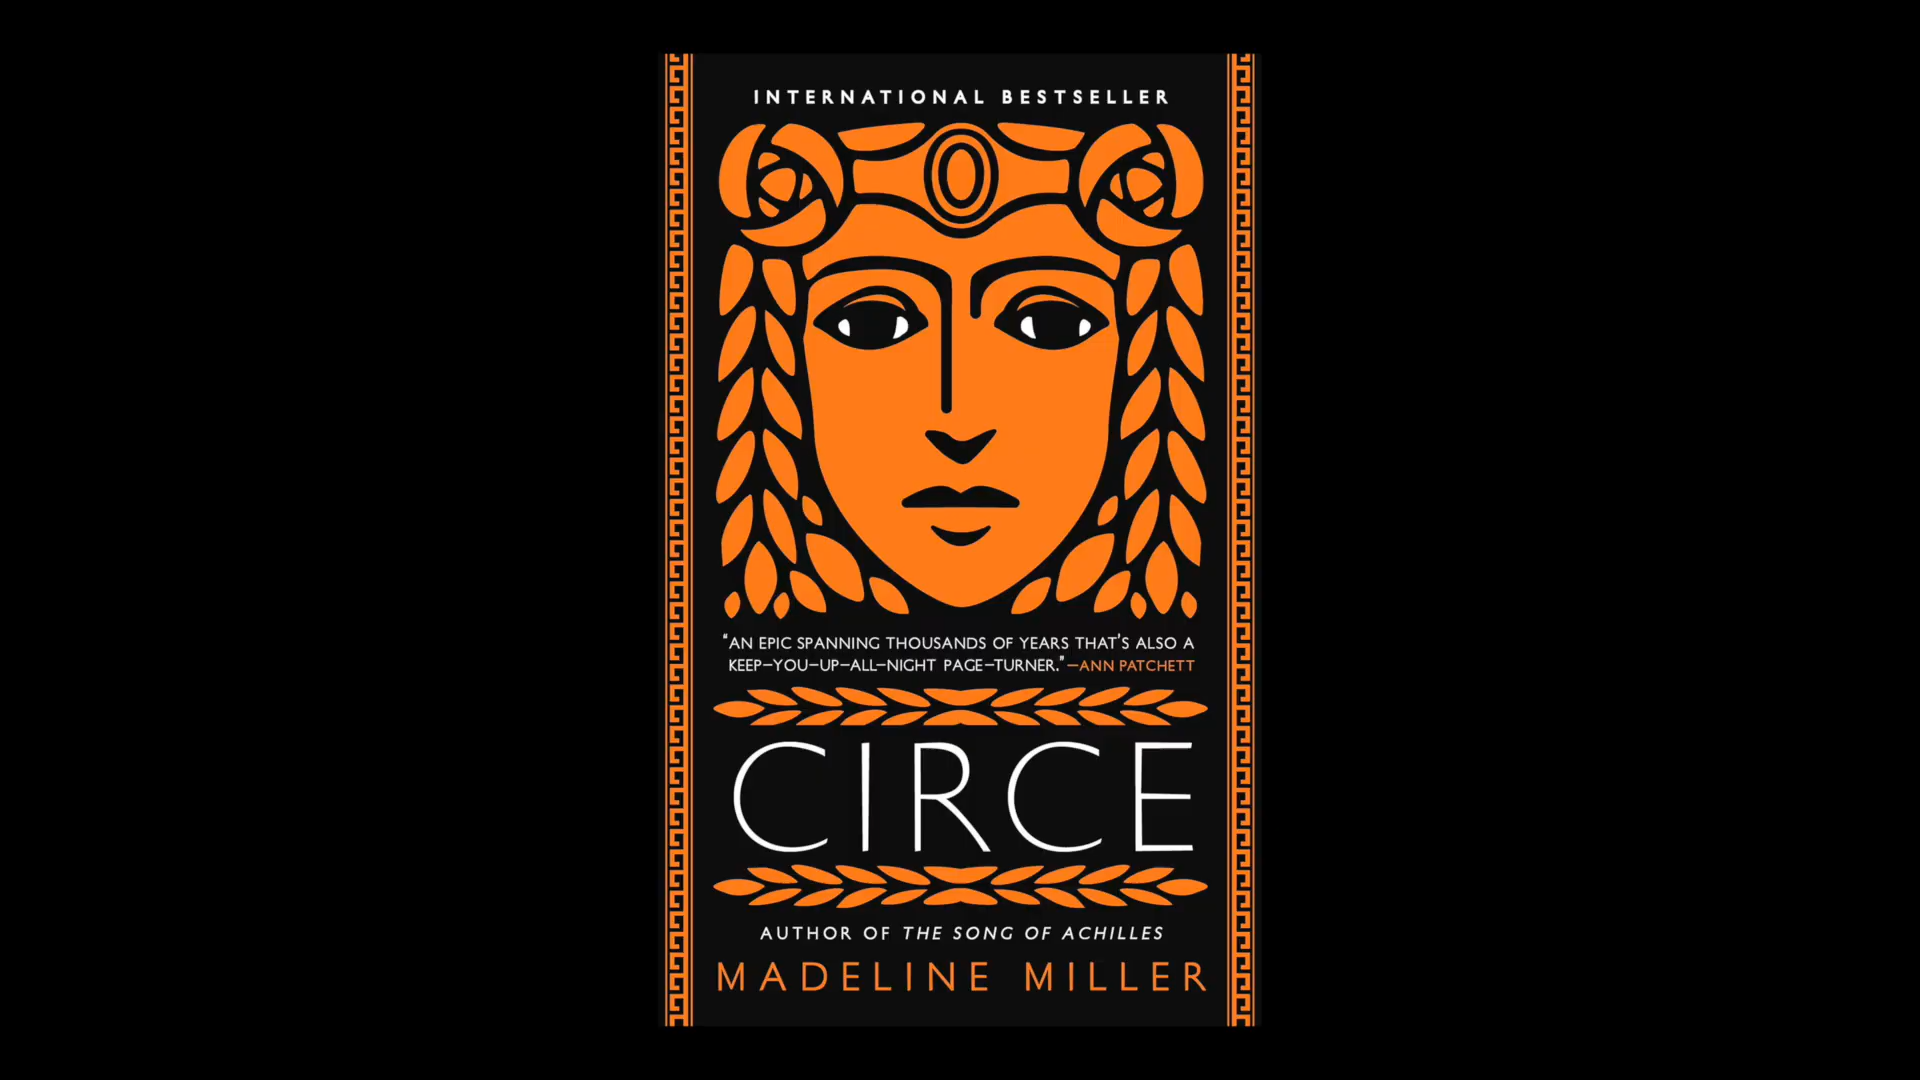 INTERNATIONAL BESTSELLER
"AN EPIC SPANNING THOUSANDS OF YEARS THAT'S ALSO A
KEEP-YOU-UP-ALL-NIGHT PAGE-TURNER." —ANN PATCHETT
CIRCE
AUTHOR OF THE SONG OF ACHILLES
MADELINE MILLER